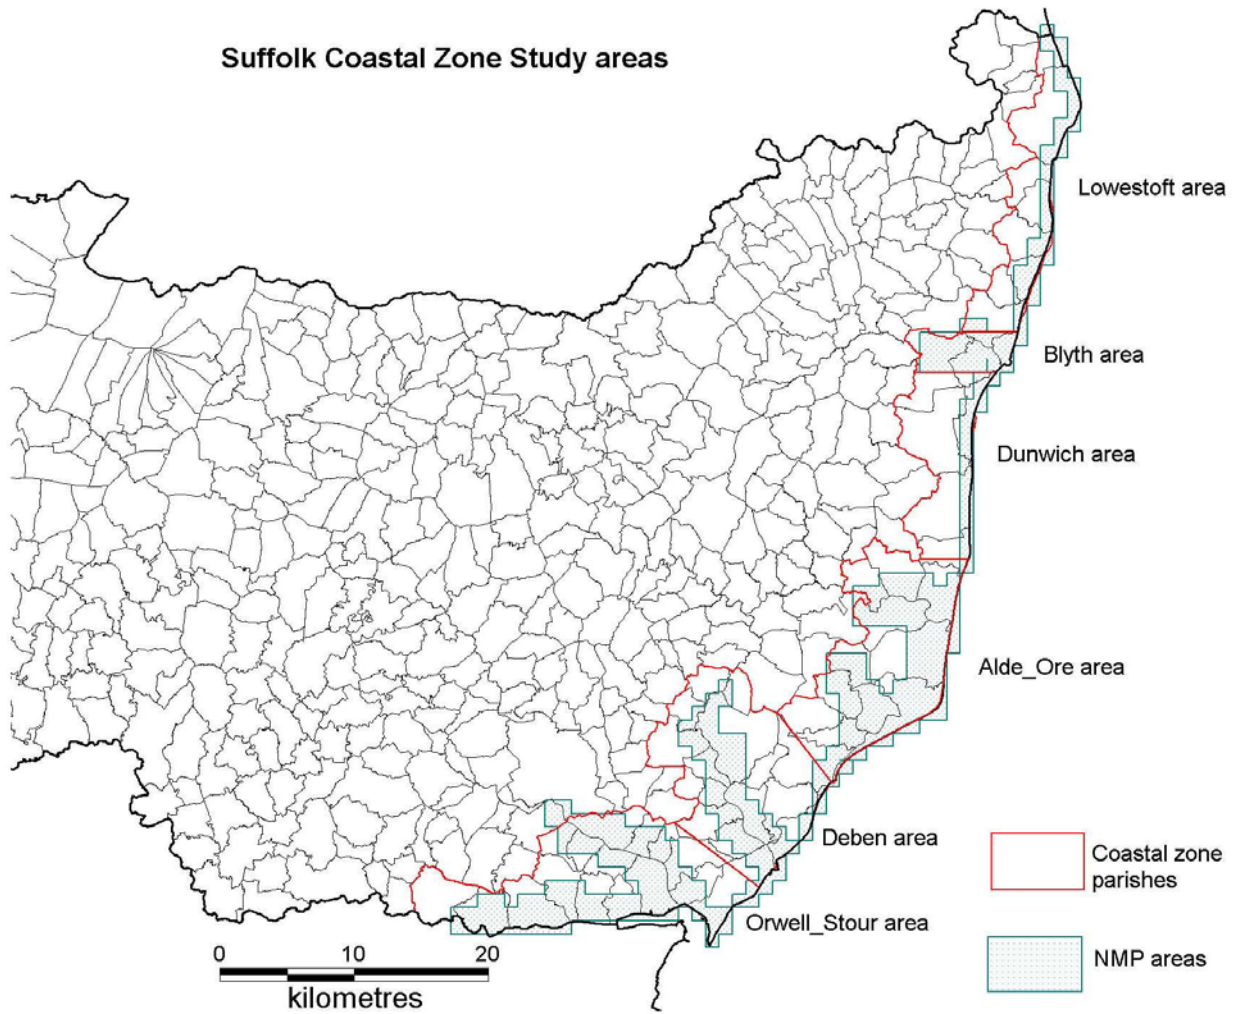 Suffolk Coastal Zone Study areas
Lowestoft area
Blyth area
Dunwich area
Alde_Ore area
Deben area
Orwell_Stour area
Coastal zone
parishes
NMP areas
0 10 20
kilometres